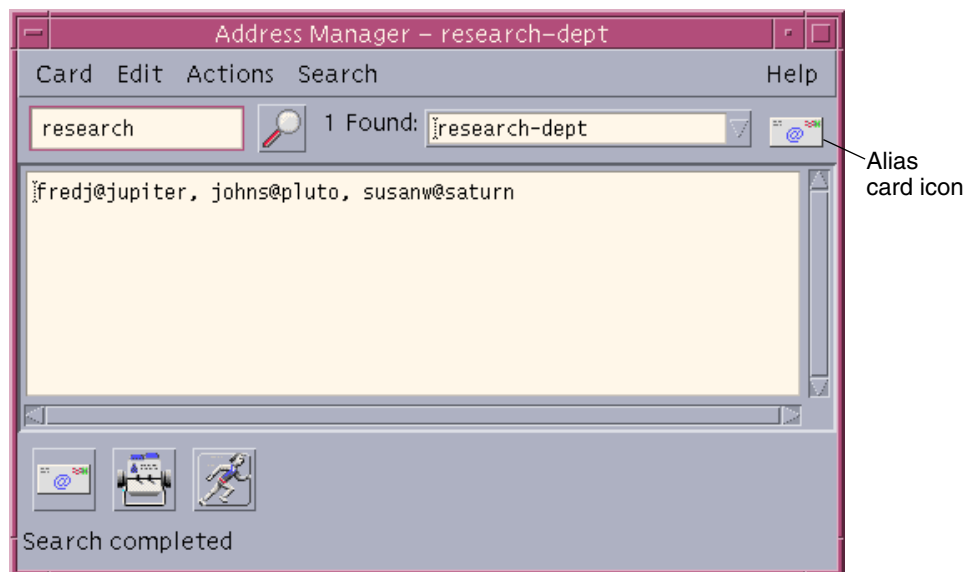 Address Manager – research-dept
Card Edit Actions Search Help
research
1 Found: research-dept
@
Alias
card icon
fredj@jupiter, johns@pluto, susanw@saturn
@
Search completed